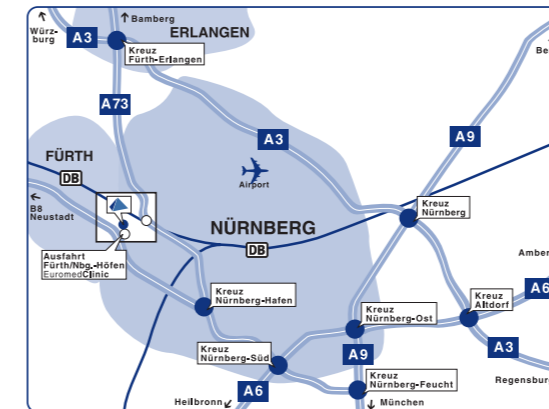 Würz-
burg
A3
Bamberg
ERLANGEN
Kreuz
Fürth-Erlangen
A73
A3
A9
FÜRTH
DB
Airport
B8
Neustadt
NÜRNBERG
DB
Kreuz
Nürnberg
Ausfahrt
Fürth/Nbg.-Höfen
EuromedClinic
Kreuz
Nürnberg-Hafen
Kreuz
Nürnberg-Ost
Kreuz
Altdorf
A6
Kreuz
Nürnberg-Süd
A9
A3
Kreuz
Nürnberg-Feucht
A6
Regensburg
Heilbronn
München